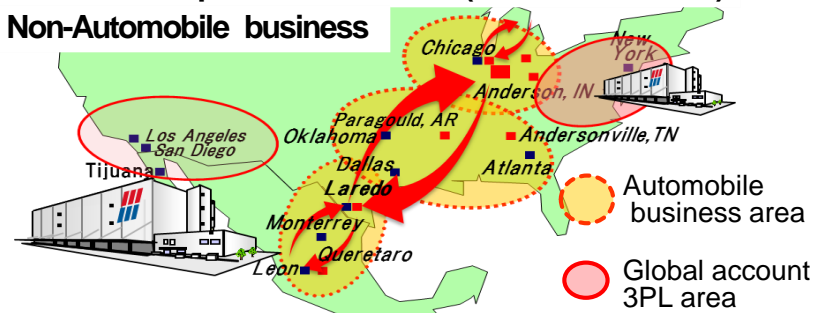 Non-Automobile business
Chicago
New
York
Anderson, IN
Paragould, AR
Los Angeles
San Diego
Oklahoma
Andersonville, TN
Tijuana
Dallas
Atlanta
Laredo
Automobile
business area
Monterrey
Queretaro
Leon
Global account
3PL area